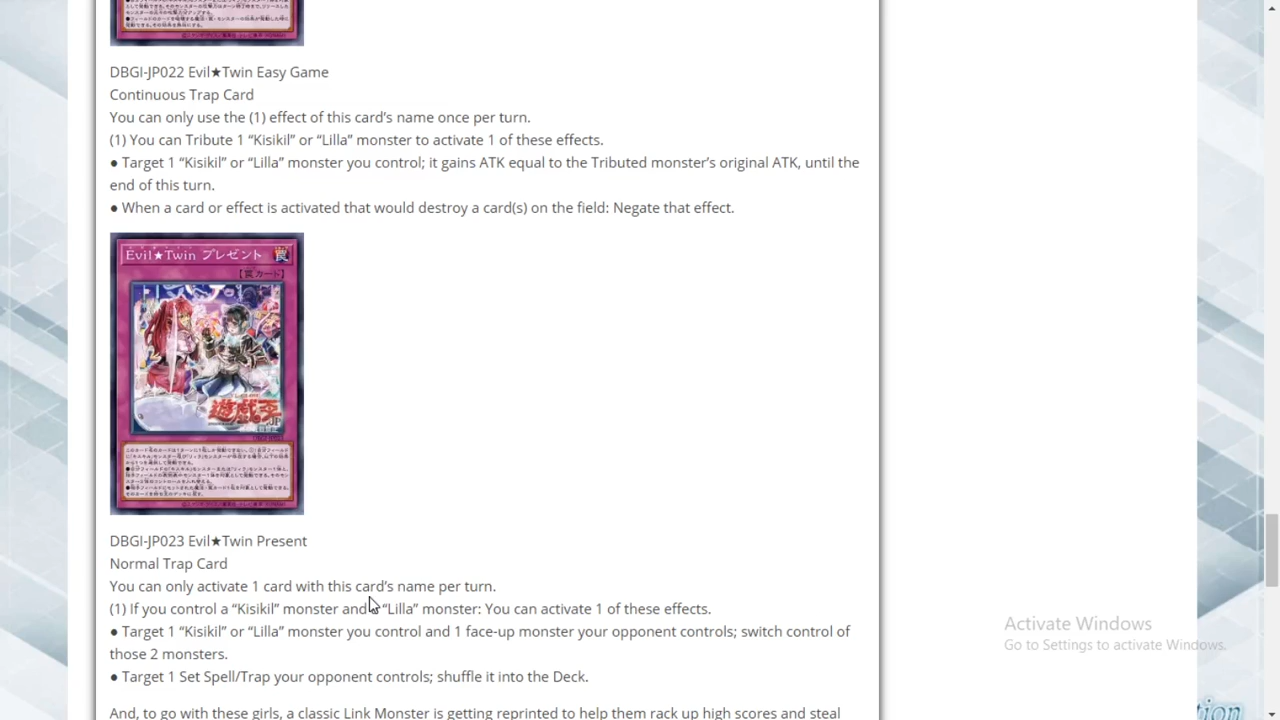 DBGI-JP022 Evil★Twin Easy Game
Continuous Trap Card
You can only use the (1) effect of this card’s name once per turn.
(1) You can Tribute 1 “Kisikil” or “Lilla” monster to activate 1 of these effects.
● Target 1 “Kisikil” or “Lilla” monster you control; it gains ATK equal to the Tributed monster’s original ATK, until the
end of this turn.
● When a card or effect is activated that would destroy a card(s) on the field: Negate that effect.
Evil★Twin プレゼント 罠
【罠カード】
遊戯王
DBGI-JP023 Evil★Twin Present
Normal Trap Card
You can only activate 1 card with this card’s name per turn.
(1) If you control a “Kisikil” monster and “Lilla” monster: You can activate 1 of these effects.
● Target 1 “Kisikil” or “Lilla” monster you control and 1 face-up monster your opponent controls; switch control of
those 2 monsters.
● Target 1 Set Spell/Trap your opponent controls; shuffle it into the Deck.
And, to go with these girls, a classic Link Monster is getting reprinted to help them rack up high scores and steal
Activate Windows
Go to Settings to activate Windows.